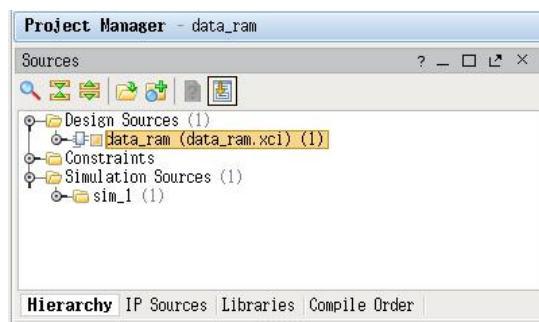 Project Manager - data_ram
Sources
Design Sources (1)
data_ram (data_ram.xci) (1)
Constraints
Simulation Sources (1)
sim_1 (1)
Hierarchy IP Sources Libraries Compile Order